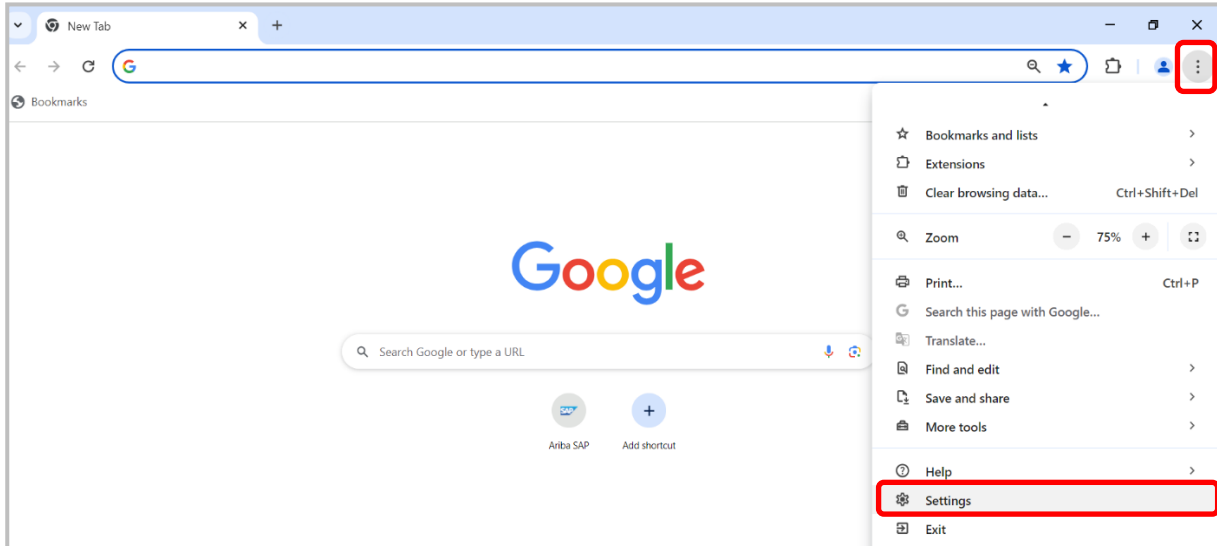 New Tab
Bookmarks
Bookmarks and lists
Extensions
Clear browsing data... Ctrl+Shift+Del
Zoom - 75% +
Google
Print... Ctrl+P
Search this page with Google...
Translate...
Search Google or type a URL
Find and edit
Save and share
More tools
SAP
Ariba SAP
Add shortcut
Help
Settings
Exit